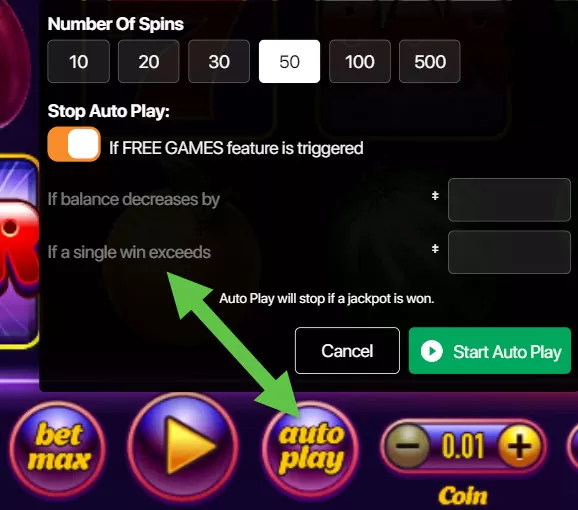 Number Of Spins
10 20 30 50 100 500
Stop Auto Play:
If FREE GAMES feature is triggered
If balance decreases by
If a single win exceeds
Auto Play will stop if a jackpot is won.
Cancel Start Auto Play
bet max
auto play
0.01
Coin